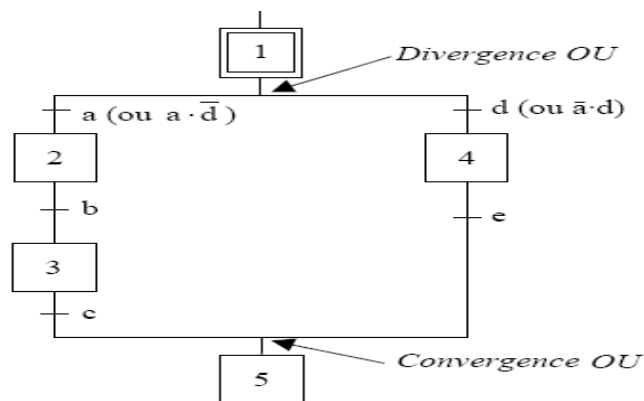 1
Divergence OU
a (ou a · d̅ )
d (ou a̅·d)
2
4
b
e
3
c
Convergence OU
5